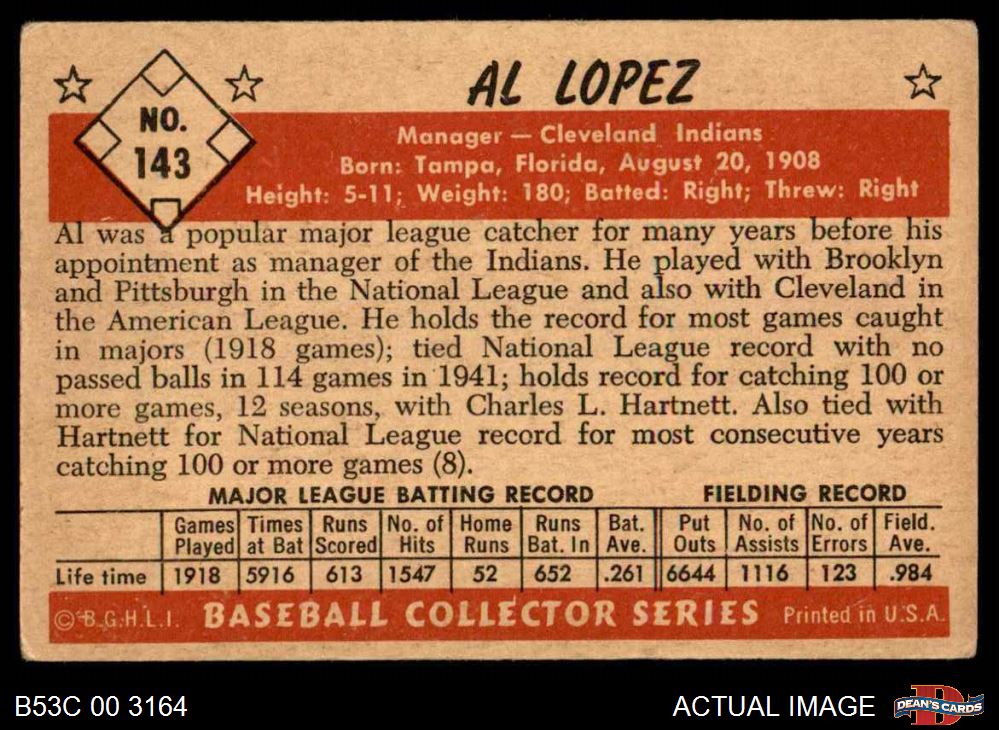 NO.
143
AL LOPEZ
Manager — Cleveland Indians
Born: Tampa, Florida, August 20, 1908
Height: 5-11; Weight: 180; Batted: Right; Threw: Right
Al was a popular major league catcher for many years before his
appointment as manager of the Indians. He played with Brooklyn
and Pittsburgh in the National League and also with Cleveland in
the American League. He holds the record for most games caught
in majors (1918 games); tied National League record with no
passed balls in 114 games in 1941; holds record for catching 100 or
more games, 12 seasons, with Charles L. Hartnett. Also tied with
Hartnett for National League record for most consecutive years
catching 100 or more games (8).
MAJOR LEAGUE BATTING RECORD FIELDING RECORD
Games Times Runs No. of Home Runs Bat. Put No. of No. of Field.
Played at Bat Scored Hits Runs Bat. In Ave. Outs Assists Errors Ave.
Life time 1918 5916 613 1547 52 652 .261 6644 1116 123 .984
© B.G.H.L.I. BASEBALL COLLECTOR SERIES Printed in U.S.A.
B53C 00 3164 ACTUAL IMAGE D DEAN'S CARDS